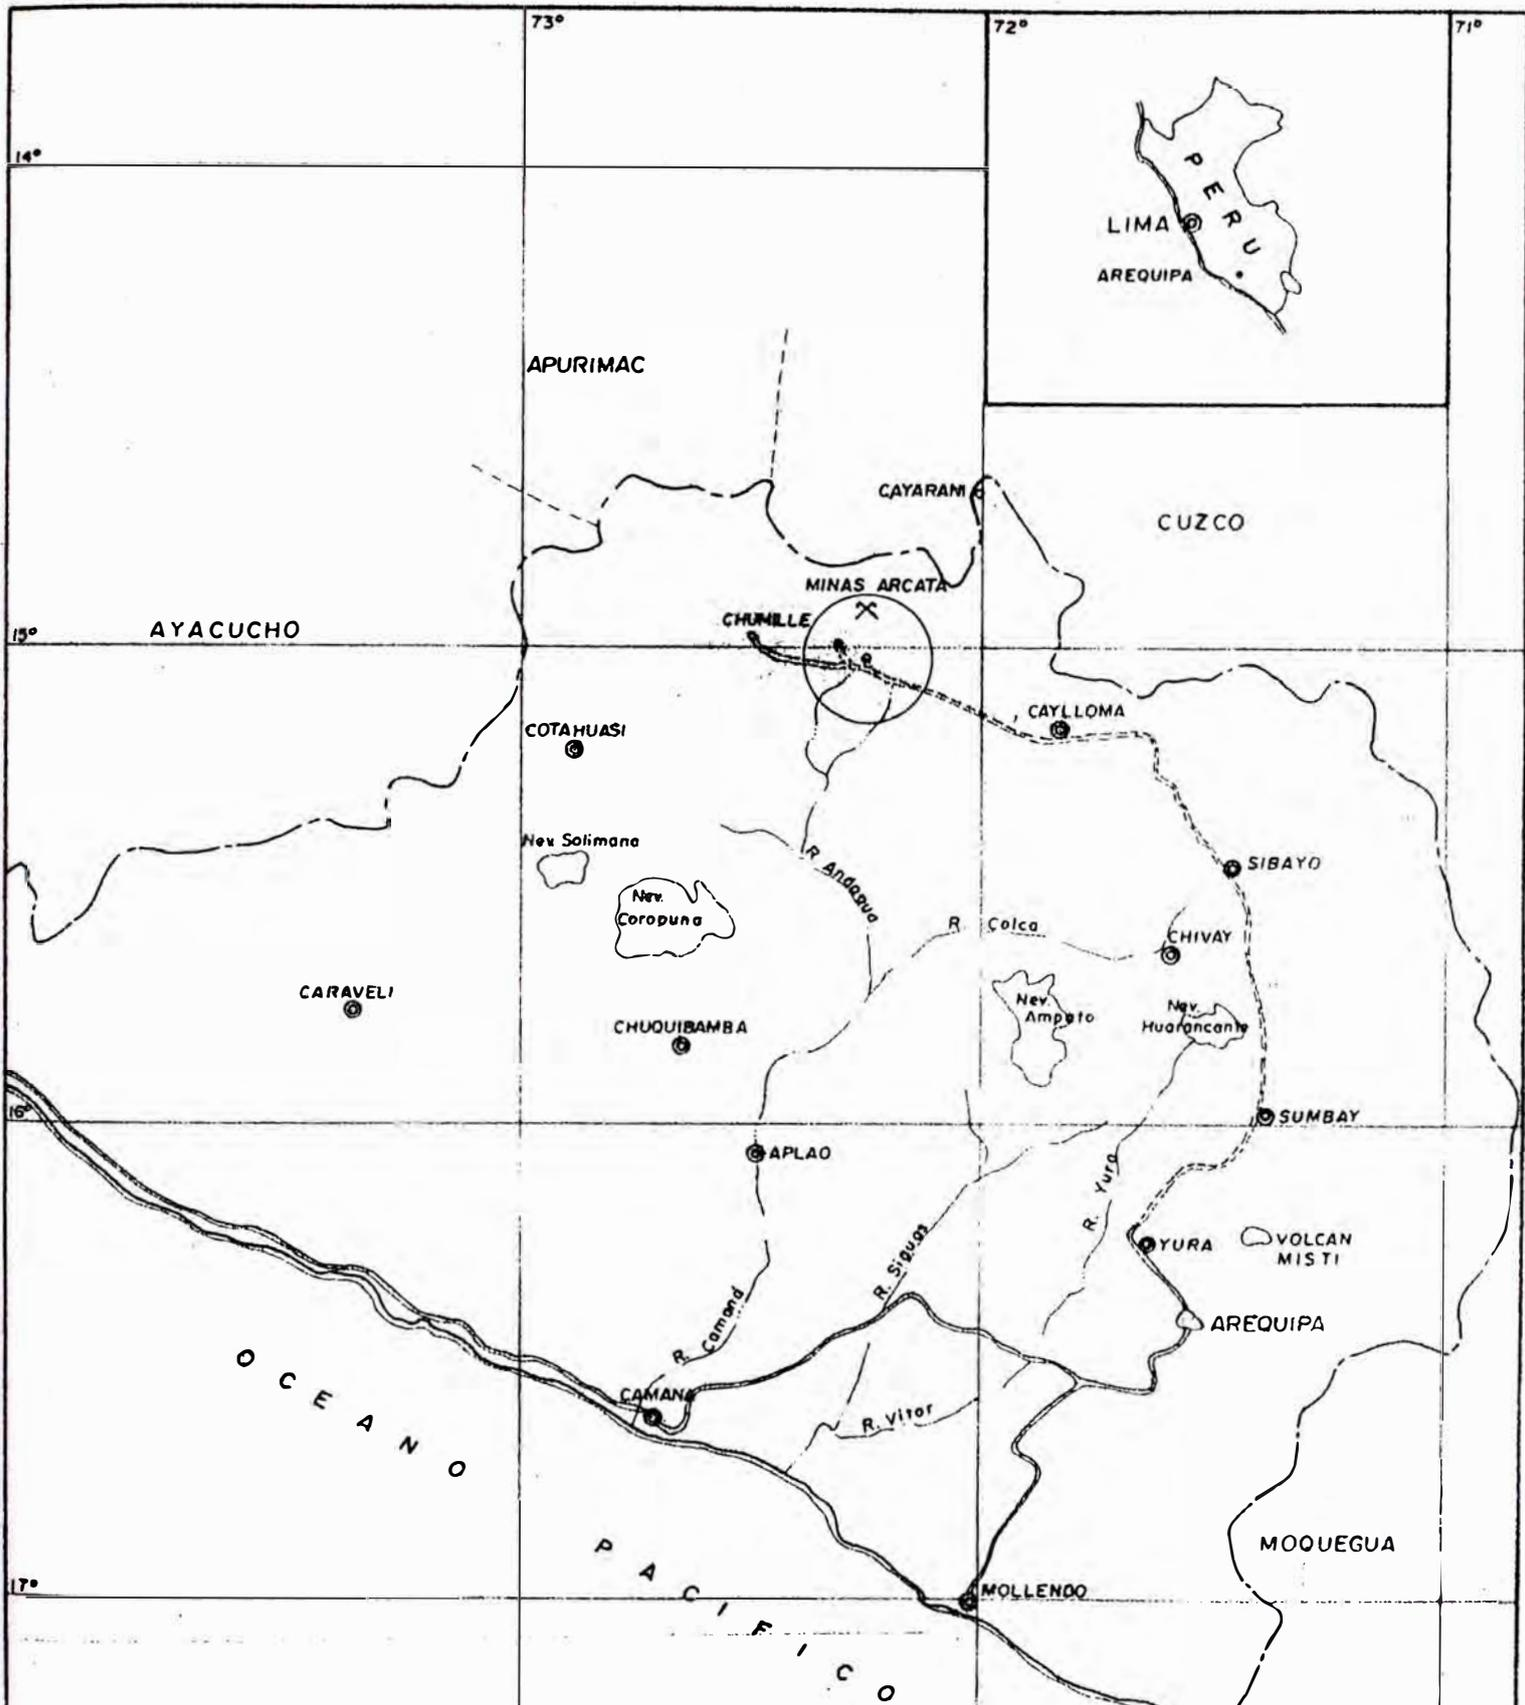 73°
72°
71°
14°
PERU
LIMA
AREQUIPA
APURIMAC
CAYARANI
CUZCO
MINAS ARCATA
CHUMILLE
15°
AYACUCHO
CAYLLOMA
COTAHUASI
Nev. Solimana
R. Andagua
SIBAYO
Nev.
Coropuna
R. Colca
CHIVAY
CARAVELI
Nev.
Ampato
Nev.
Huarancante
CHUQUIBAMBA
16°
SUMBAY
APLAO
R. Yura
R. Siguas
YURA
VOLCAN
MISTI
R. Camaná
AREQUIPA
OCEANO
CAMANA
R. Vitor
MOQUEGUA
PACIFICO
17°
MOLLENDO